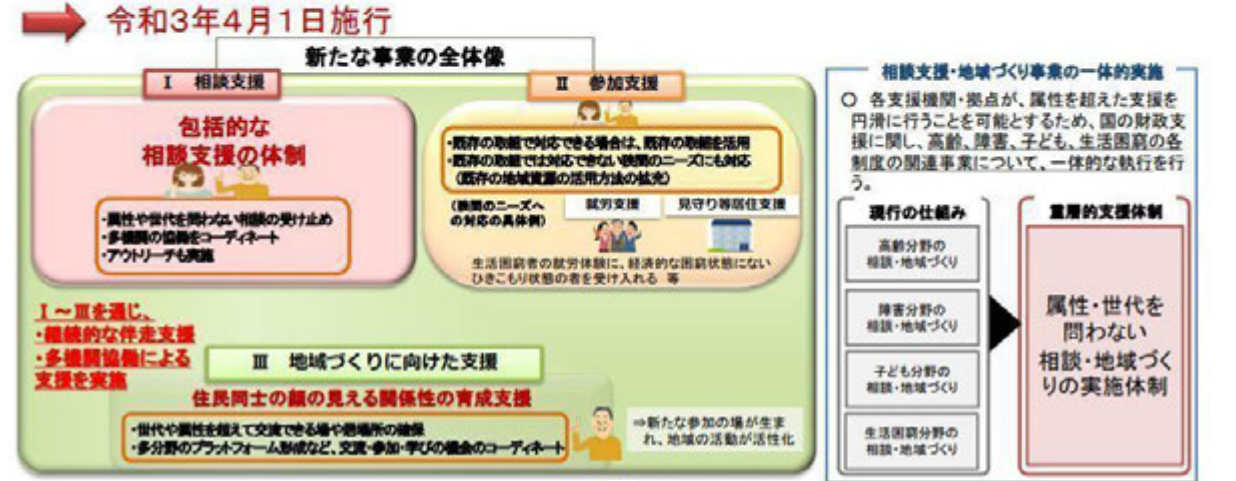 令和3年4月1日施行
新たな事業の全体像
Ⅰ 相談支援
包括的な
相談支援の体制
・属性や世代を問わない相談の受け止め
・多機関の協働をコーディネート
・アウトリーチも実施
Ⅱ 参加支援
・既存の取組で対応できる場合は、既存の取組を活用
・既存の取組では対応できない狭間のニーズにも対応
(既存の地域資源の活用方法の拡充)
(狭間のニーズへ
の対応の具体例)
就労支援
見守り等居住支援
生活困窮者の就労体験に、経済的な困窮状態にない
ひきこもり状態の者を受け入れる 等
Ⅰ～Ⅲを通じ、
・継続的な伴走支援
・多機関協働による
支援を実施
Ⅲ 地域づくりに向けた支援
住民同士の顔の見える関係性の育成支援
・世代や属性を超えて交流できる場や居場所の確保
・多分野のプラットフォーム形成など、交流・参加・学びの機会のコーディネート
⇒新たな参加の場が生ま
れ、地域の活動が活性化
相談支援・地域づくり事業の一体的実施
○ 各支援機関・拠点が、属性を超えた支援を
円滑に行うことを可能とするため、国の財政支
援に関し、高齢、障害、子ども、生活困窮の各
制度の関連事業について、一体的な執行を行
う。
現行の仕組み
高齢分野の
相談・地域づくり
障害分野の
相談・地域づくり
子ども分野の
相談・地域づくり
生活困窮分野の
相談・地域づくり
重層的支援体制
属性・世代を
問わない
相談・地域づく
りの実施体制